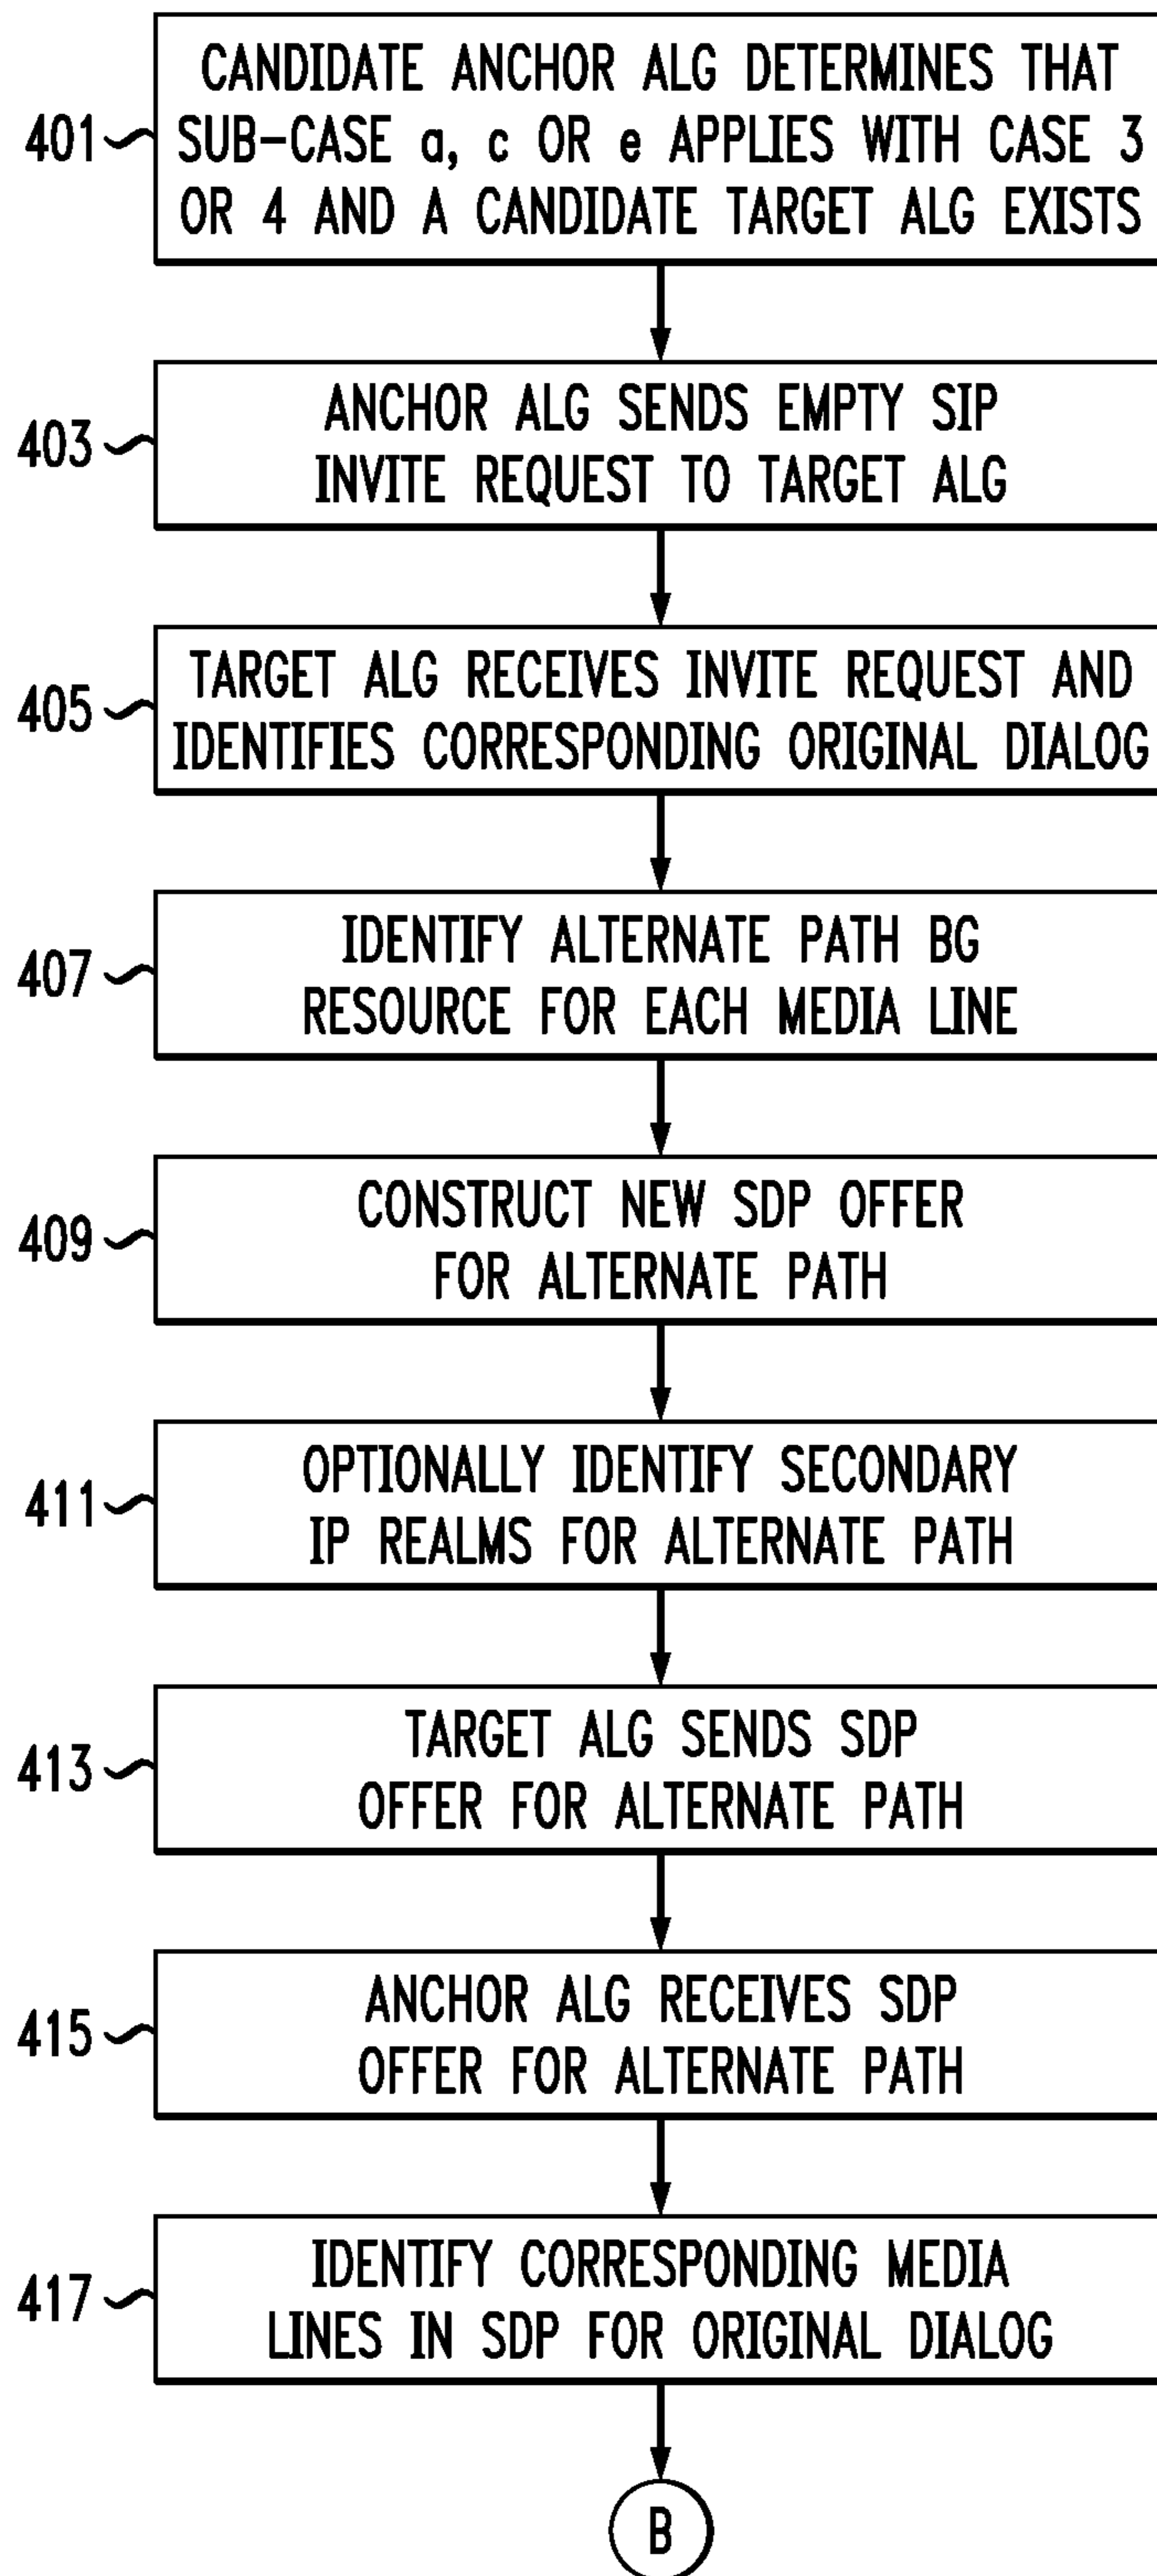 401
CANDIDATE ANCHOR ALG DETERMINES THAT
SUB-CASE a, c OR e APPLIES WITH CASE 3
OR 4 AND A CANDIDATE TARGET ALG EXISTS
403
ANCHOR ALG SENDS EMPTY SIP
INVITE REQUEST TO TARGET ALG
405
TARGET ALG RECEIVES INVITE REQUEST AND
IDENTIFIES CORRESPONDING ORIGINAL DIALOG
407
IDENTIFY ALTERNATE PATH BG
RESOURCE FOR EACH MEDIA LINE
409
CONSTRUCT NEW SDP OFFER
FOR ALTERNATE PATH
411
OPTIONALLY IDENTIFY SECONDARY
IP REALMS FOR ALTERNATE PATH
413
TARGET ALG SENDS SDP
OFFER FOR ALTERNATE PATH
415
ANCHOR ALG RECEIVES SDP
OFFER FOR ALTERNATE PATH
417
IDENTIFY CORRESPONDING MEDIA
LINES IN SDP FOR ORIGINAL DIALOG
B